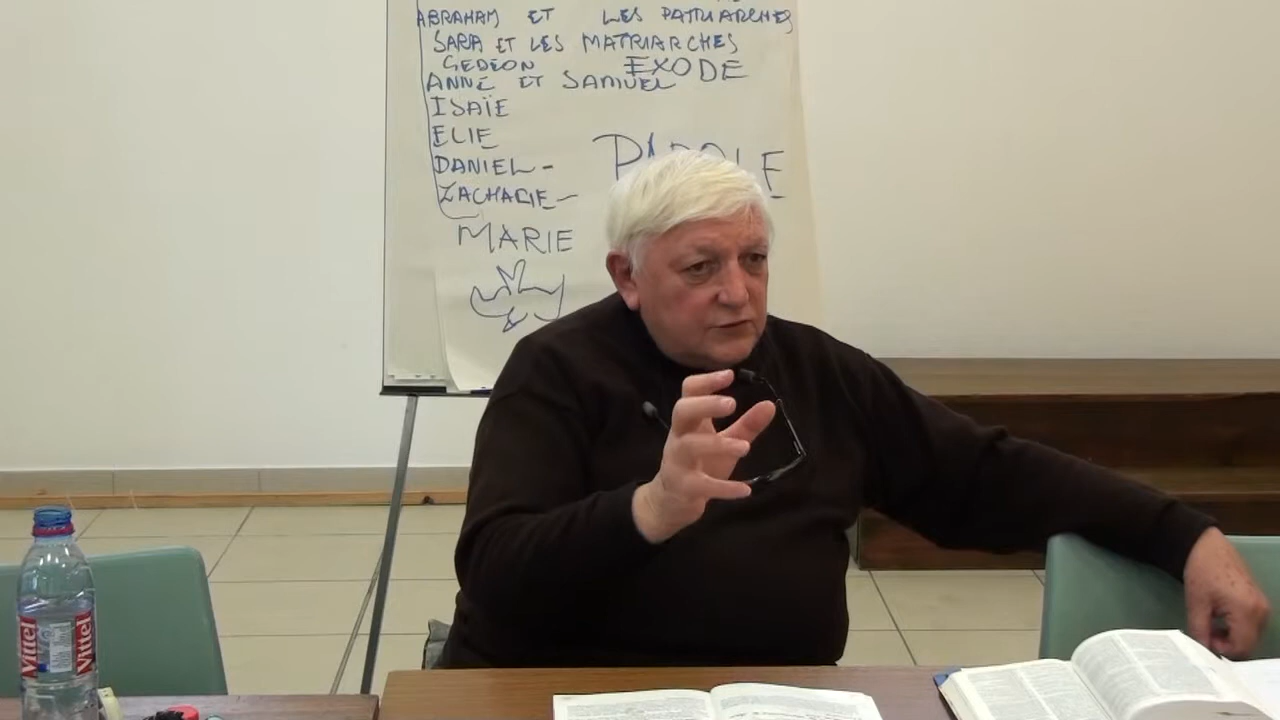 ABRAHAM ET LES PATRIARCHES
SARA ET LES MATRIARCHES
GEDEON EXODE
ANNE ET SAMUEL
ISAÏE
ELIE
DANIEL - PAROLE
ZACHARIE -
MARIE
Vittel
Vittel